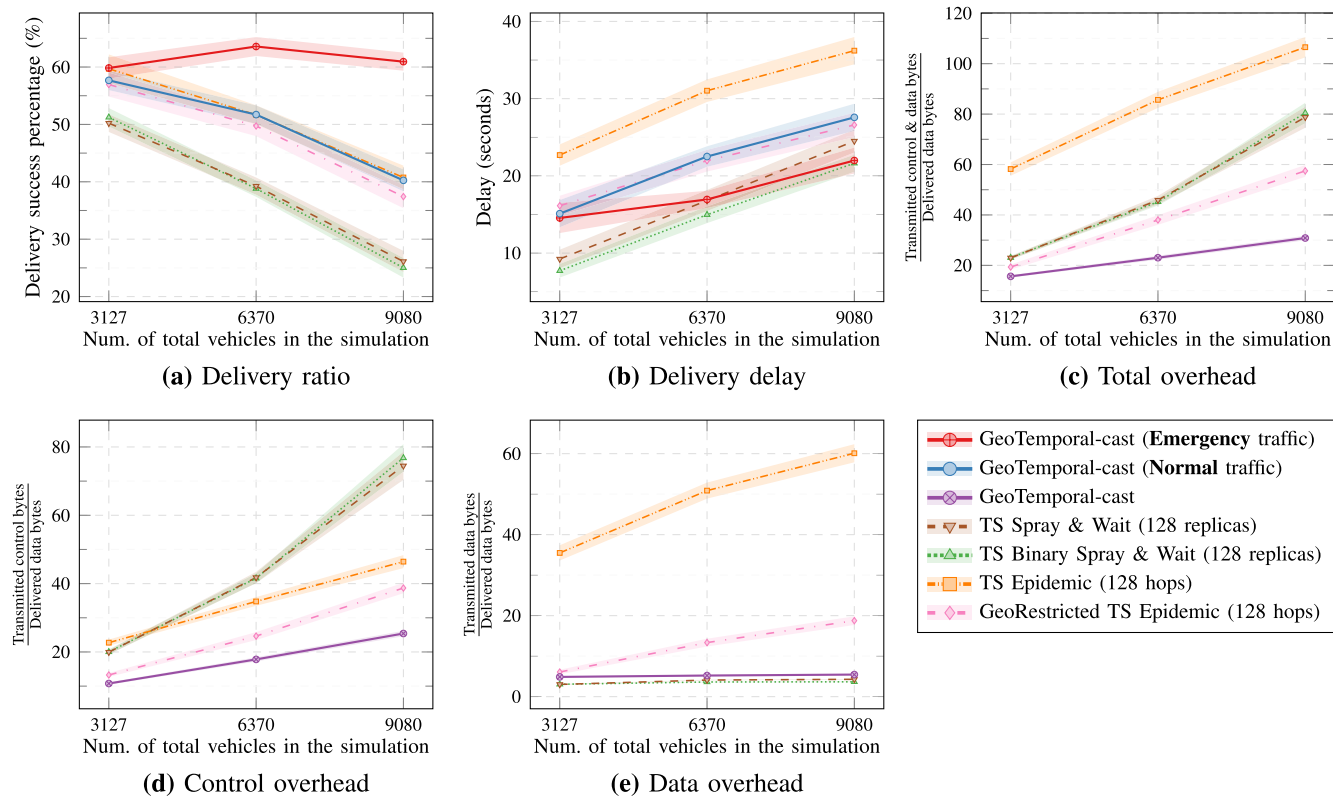 Delivery success percentage (%)
60
50
40
30
20
3127
6370
9080
Num. of total vehicles in the simulation
(a) Delivery ratio
Delay (seconds)
40
30
20
10
3127
6370
9080
Num. of total vehicles in the simulation
(b) Delivery delay
Transmitted control & data bytes
Delivered data bytes
120
100
80
60
40
20
3127
6370
9080
Num. of total vehicles in the simulation
(c) Total overhead
Transmitted control bytes
Delivered data bytes
80
60
40
20
3127
6370
9080
Num. of total vehicles in the simulation
(d) Control overhead
Transmitted data bytes
Delivered data bytes
60
40
20
0
3127
6370
9080
Num. of total vehicles in the simulation
(e) Data overhead
GeoTemporal-cast (Emergency traffic)
GeoTemporal-cast (Normal traffic)
GeoTemporal-cast
TS Spray & Wait (128 replicas)
TS Binary Spray & Wait (128 replicas)
TS Epidemic (128 hops)
GeoRestricted TS Epidemic (128 hops)